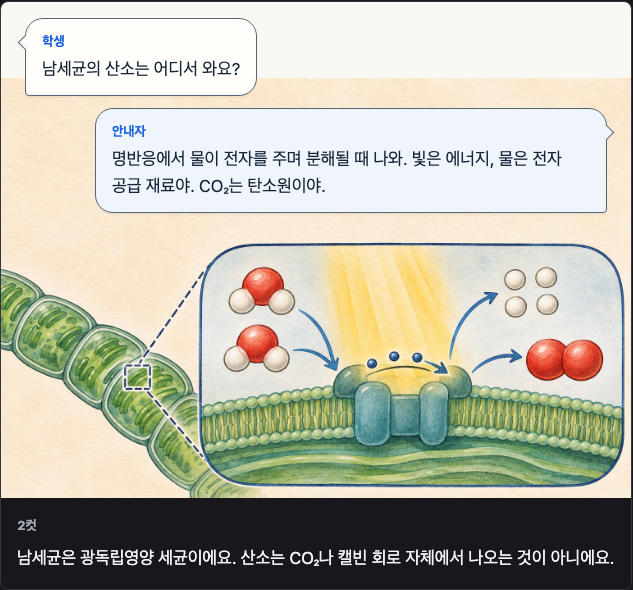 학생
남세균의 산소는 어디서 와요?
안내자
명반응에서 물이 전자를 주며 분해될 때 나와. 빛은 에너지, 물은 전자
공급 재료야. CO₂는 탄소원이야.
2컷
남세균은 광독립영양 세균이에요. 산소는 CO₂나 캘빈 회로 자체에서 나오는 것이 아니에요.